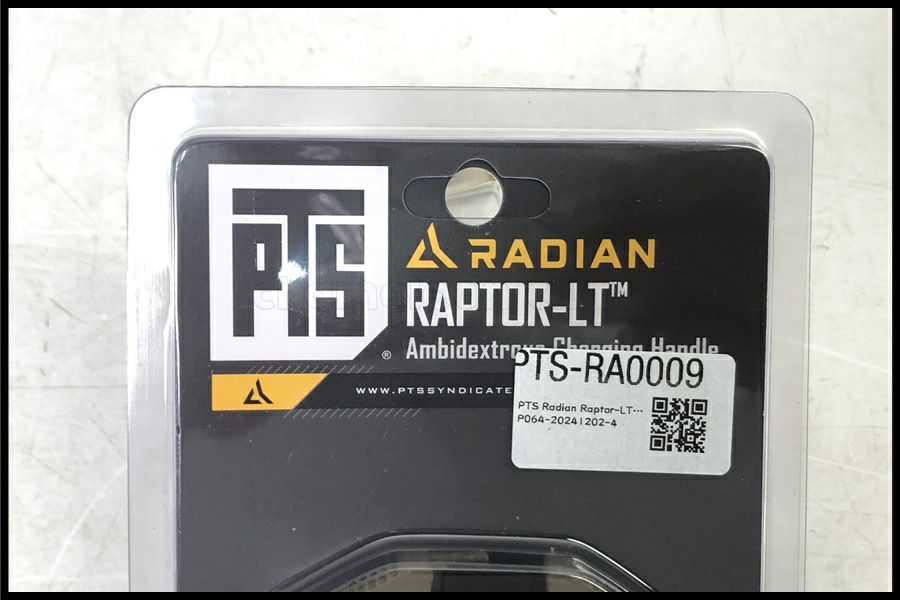 PTS
®
RADIAN
RAPTOR-LT™
Ambidextrous Charging Handle
WWW.PTSSYNDICATE
PTS-RA0009
PTS Radian Raptor-LT...
P064-20241202-4